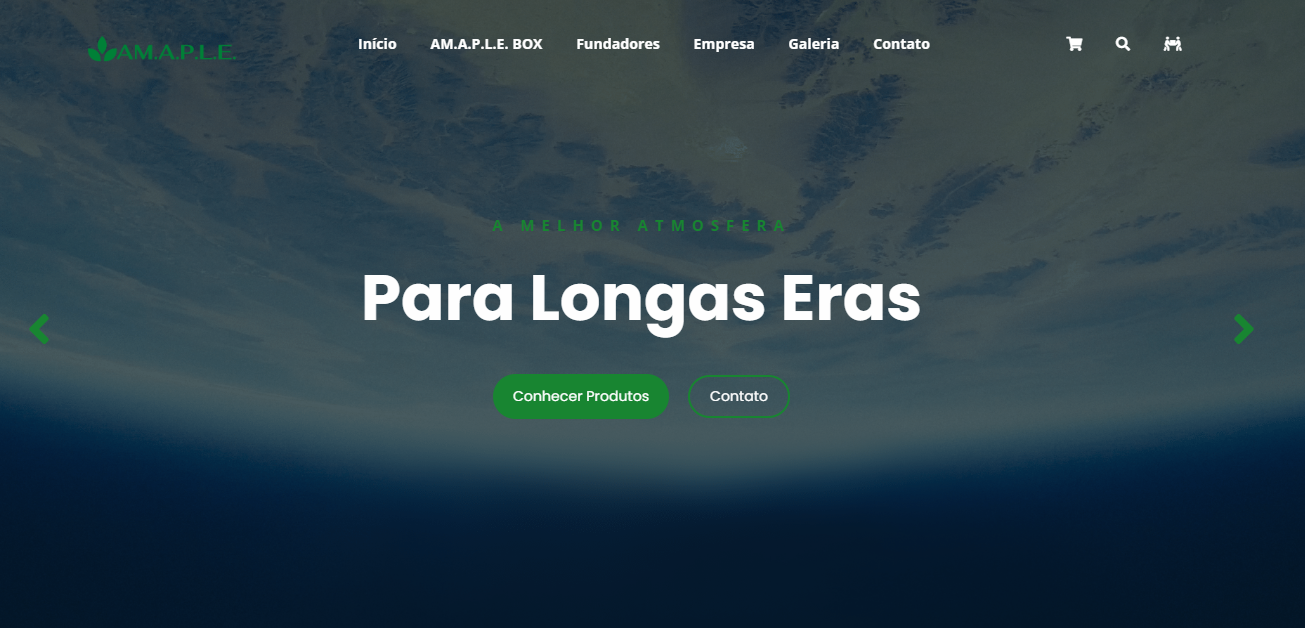 AM.A.P.L.E.
Início AM.A.P.L.E. BOX Fundadores Empresa Galeria Contato
A MELHOR ATMOSFERA
Para Longas Eras
Conhecer Produtos Contato